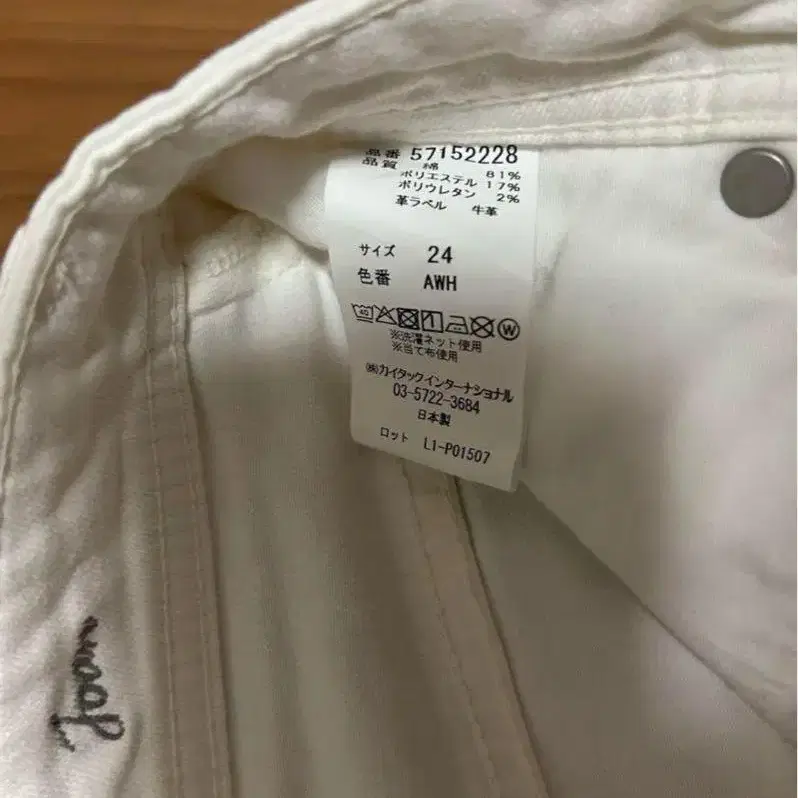 品番 57152228
品質 綿 81%
ポリエステル 17%
ポリウレタン 2%
革ラベル 牛革
サイズ 24
色番 AWH
40 1 W
※洗濯ネット使用
※当て布使用
㈱カイタックインターナショナル
03-5722-3684
日本製
ロット L1-P01507